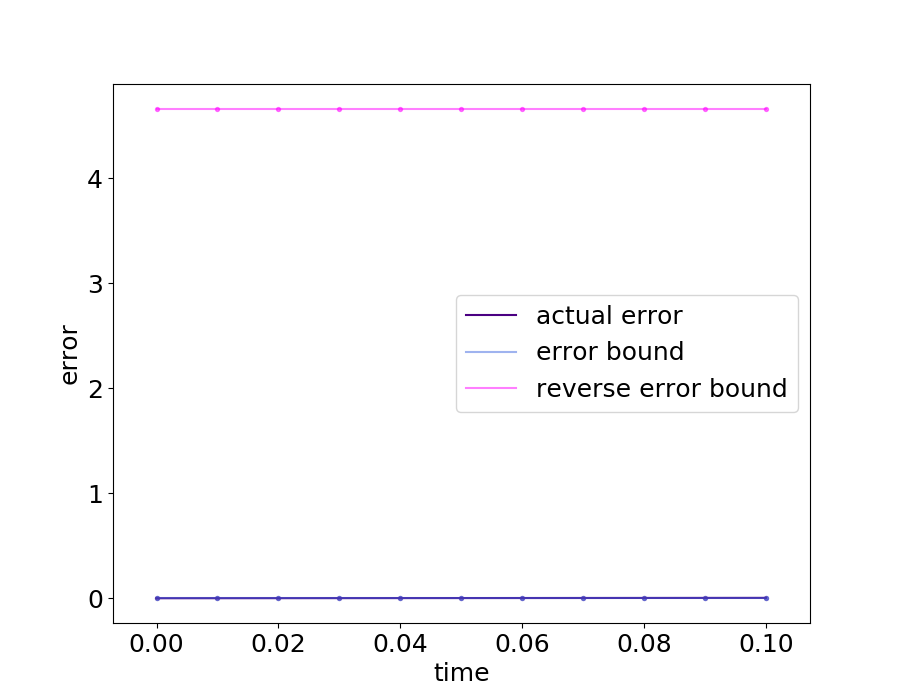 4
3
2
1
0
error
actual error
error bound
reverse error bound
0.00 0.02 0.04 0.06 0.08 0.10
time